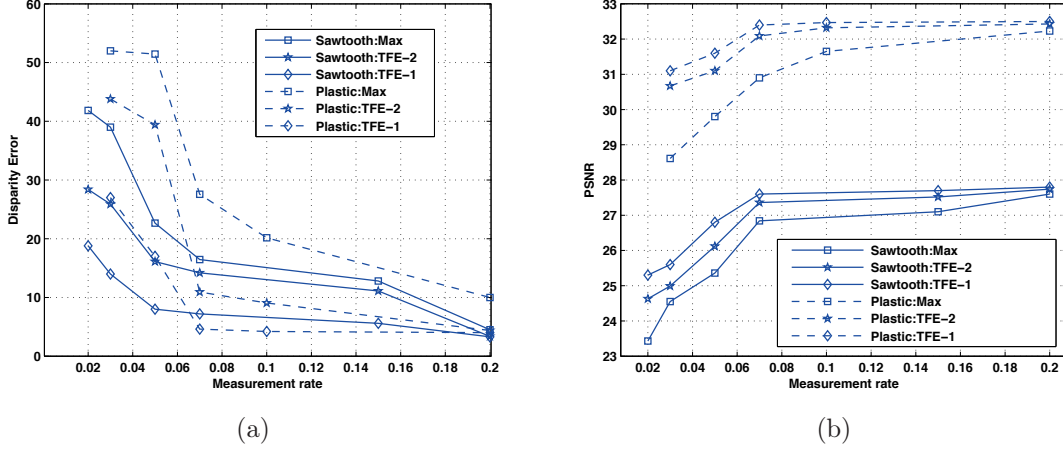 60
50
40
30
20
10
0
Disparity Error
Sawtooth:Max
Sawtooth:TFE-2
Sawtooth:TFE-1
Plastic:Max
Plastic:TFE-2
Plastic:TFE-1
0.02 0.04 0.06 0.08 0.1 0.12 0.14 0.16 0.18 0.2
Measurement rate
(a)
33
32
31
30
29
28
27
26
25
24
23
PSNR
Sawtooth:Max
Sawtooth:TFE-2
Sawtooth:TFE-1
Plastic:Max
Plastic:TFE-2
Plastic:TFE-1
0.02 0.04 0.06 0.08 0.1 0.12 0.14 0.16 0.18 0.2
Measurement rate
(b)